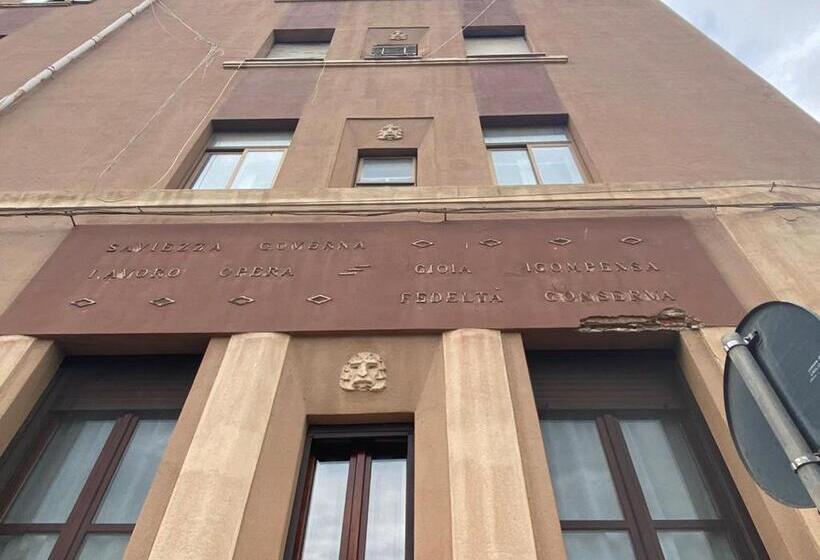 SAVIEZZA GOVERNA
LAVORO OPERA GIOIA ICOMPENSA
FEDELTÀ CONSERVA